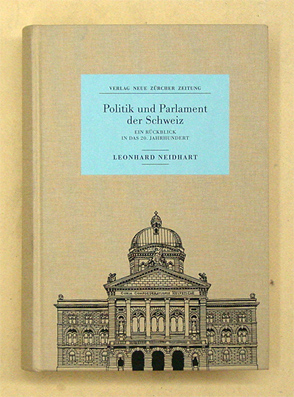 VERLAG NEUE ZÜRCHER ZEITUNG
Politik und Parlament
der Schweiz
EIN RÜCKBLICK
IN DAS 20. JAHRHUNDERT
LEONHARD NEIDHART